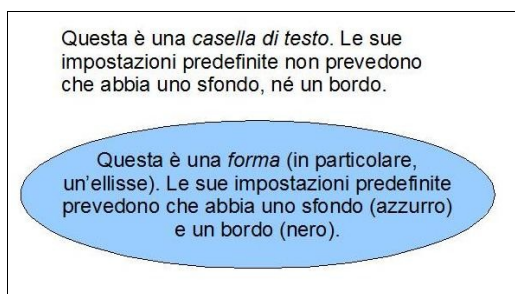 Questa è una casella di testo. Le sue
impostazioni predefinite non prevedono
che abbia uno sfondo, né un bordo.
Questa è una forma (in particolare,
un'ellisse). Le sue impostazioni predefinite
prevedono che abbia uno sfondo (azzurro)
e un bordo (nero).